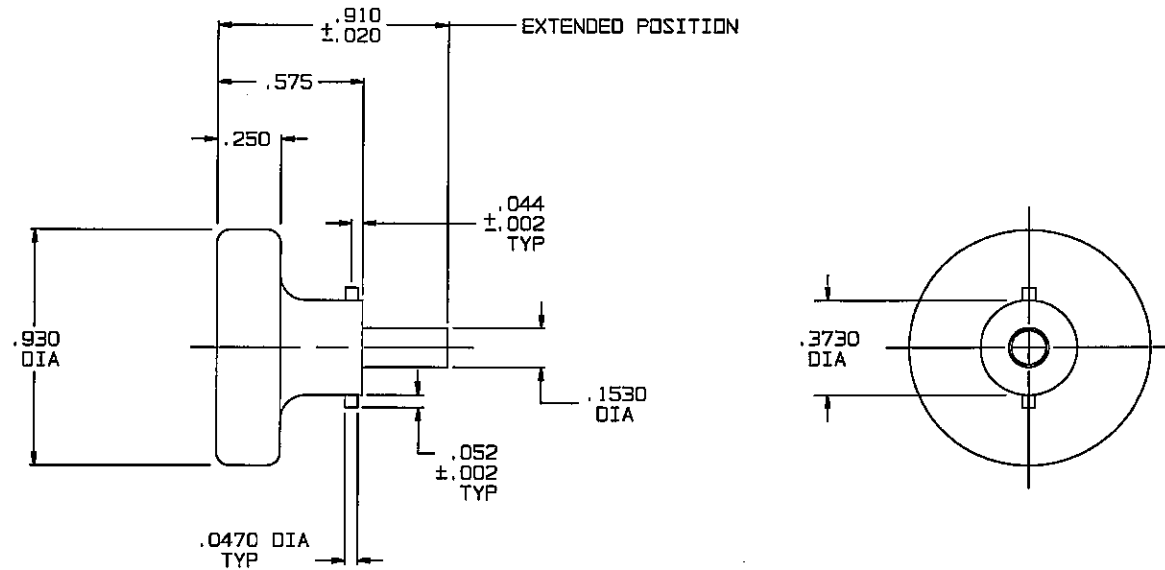 .910
±.020
EXTENDED POSITION
.575
.250
.044
±.002
TYP
.930
DIA
.3730
DIA
.1530
DIA
.052
±.002
TYP
.0470 DIA
TYP